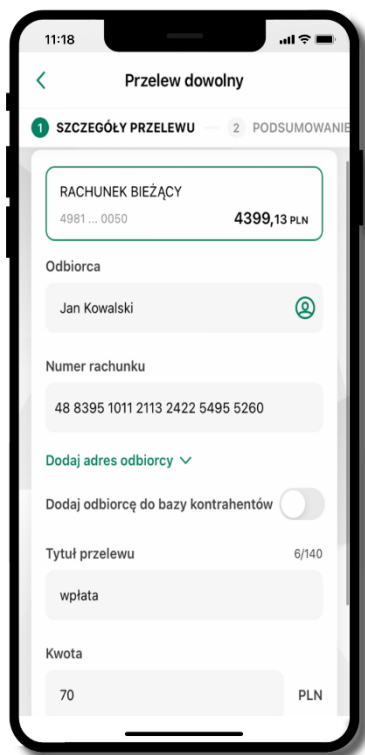 11:18
Przelew dowolny
1 SZCZEGÓŁY PRZELEWU 2 PODSUMOWANIE
RACHUNEK BIEŻĄCY
4981 ... 0050 4399,13 PLN
Odbiorca
Jan Kowalski
Numer rachunku
48 8395 1011 2113 2422 5495 5260
Dodaj adres odbiorcy
Dodaj odbiorcę do bazy kontrahentów
Tytuł przelewu 6/140
wpłata
Kwota
70 PLN